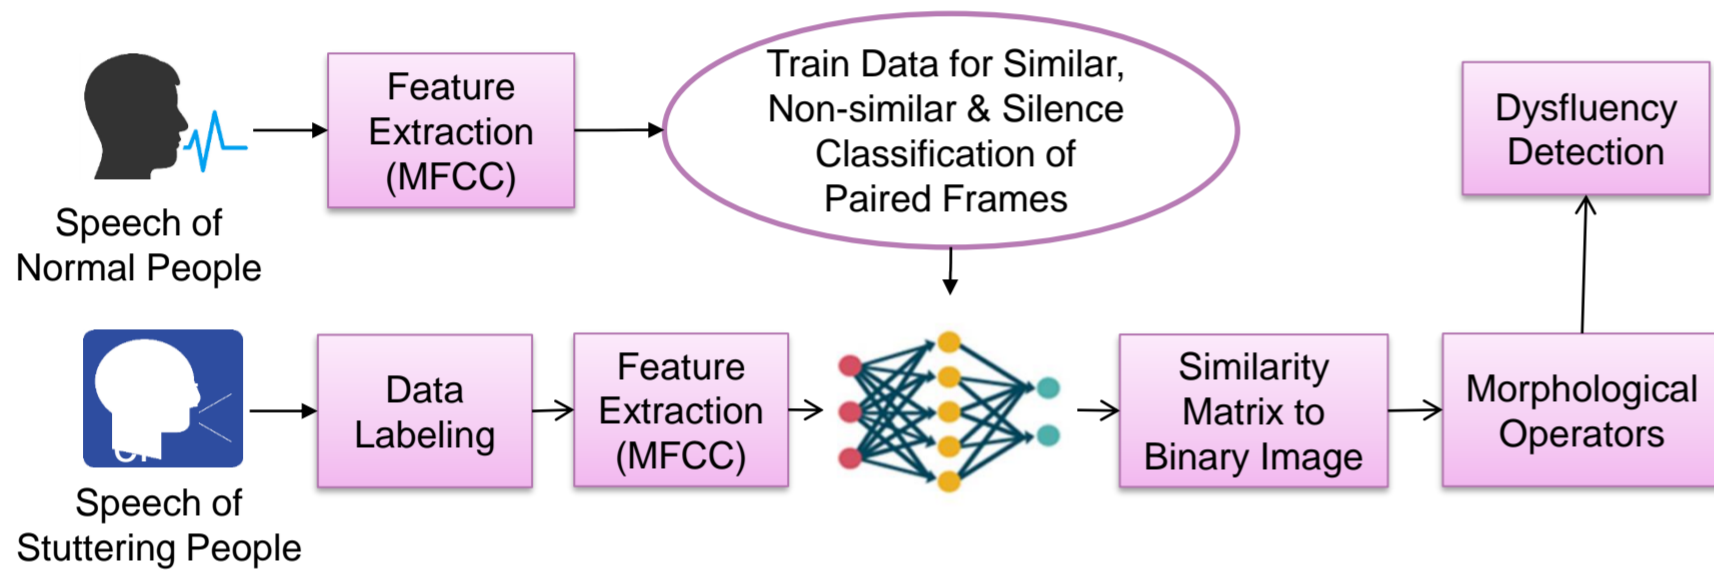 Speech of
Normal People
Feature
Extraction
(MFCC)
Train Data for Similar,
Non-similar & Silence
Classification of
Paired Frames
Dysfluency
Detection
Speech of
Stuttering People
Data
Labeling
Feature
Extraction
(MFCC)
Similarity
Matrix to
Binary Image
Morphological
Operators